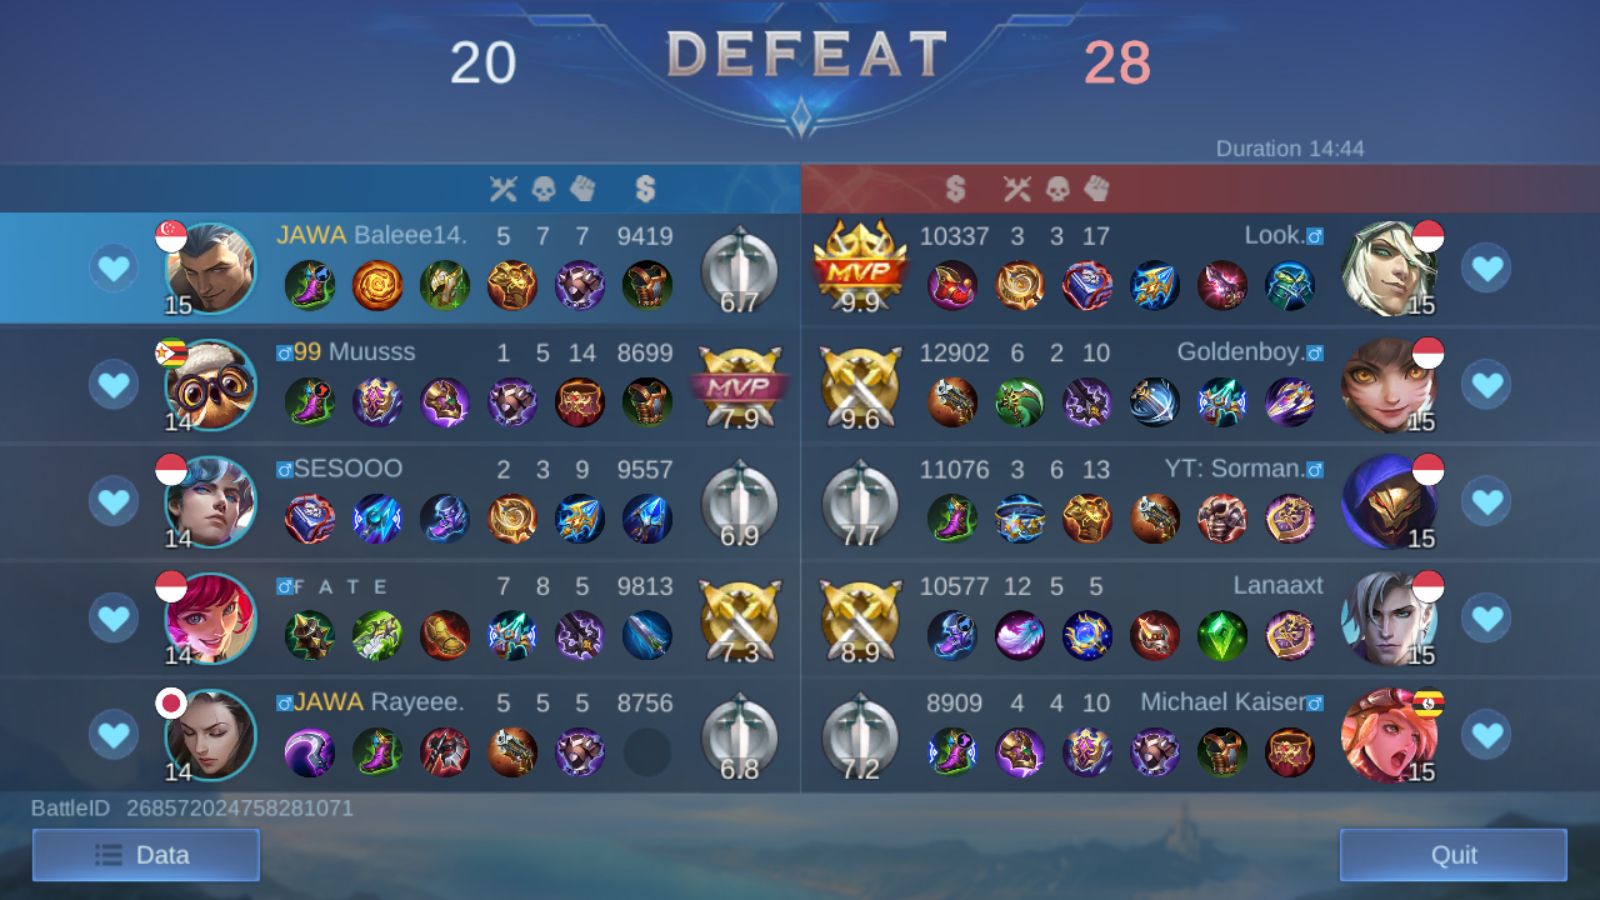 20 DEFEAT 28
Duration 14:44
JAWA Baleee14. 5 7 7 9419
15 6.7
MVP 9.9 10337 3 3 17 Look.
15
99 Muusss 1 5 14 8699
14 MVP 7.9
9.6 12902 6 2 10 Goldenboy.
15
SESOOO 2 3 9 9557
14 6.9
7.7 11076 3 6 13 YT: Sorman.
15
F A T E 7 8 5 9813
14 7.3
8.9 10577 12 5 5 Lanaaxt
15
JAWA Rayeee. 5 5 5 8756
14 6.8
7.2 8909 4 4 10 Michael Kaiser
15
BattleID 268572024758281071
Data
Quit